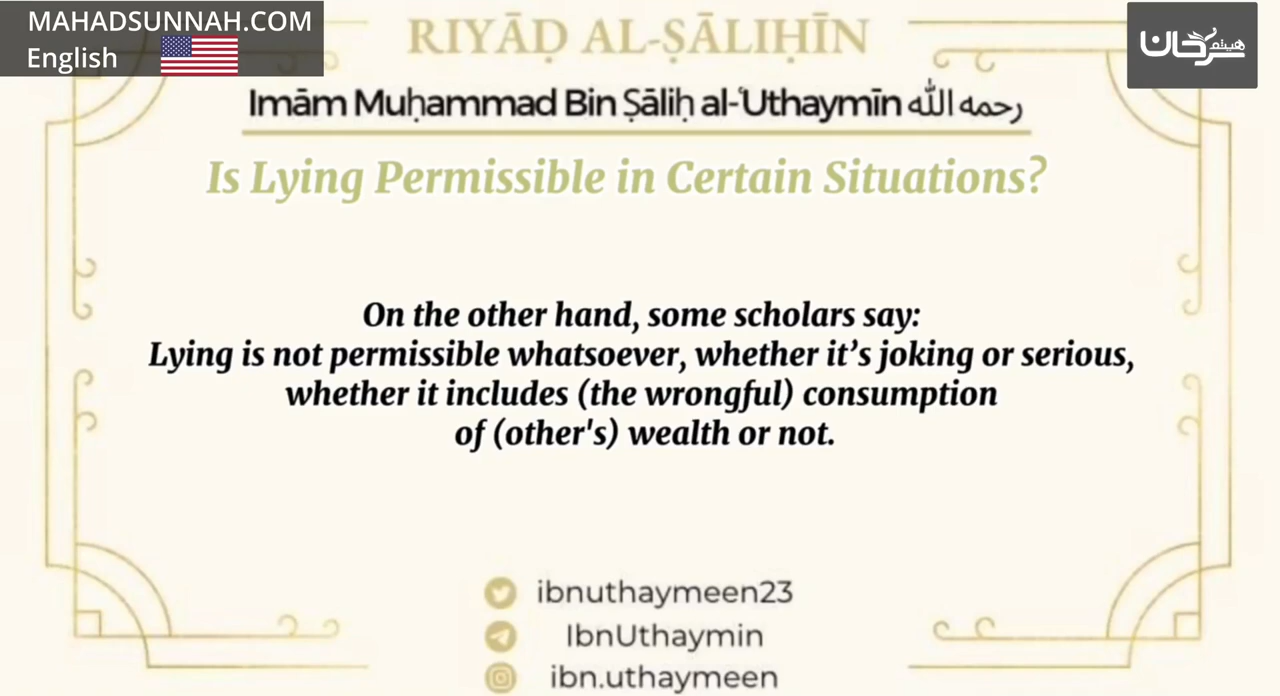 MAHADSUNNAH.COM
English
RIYĀḌ AL-ṢĀLIḤĪN
هيثم سرحان
Imām Muḥammad Bin Ṣāliḥ al-ʿUthaymīn رحمه الله
Is Lying Permissible in Certain Situations?
On the other hand, some scholars say:
Lying is not permissible whatsoever, whether it’s joking or serious,
whether it includes (the wrongful) consumption
of (other's) wealth or not.
ibnuthaymeen23
IbnUthaymin
ibn.uthaymeen